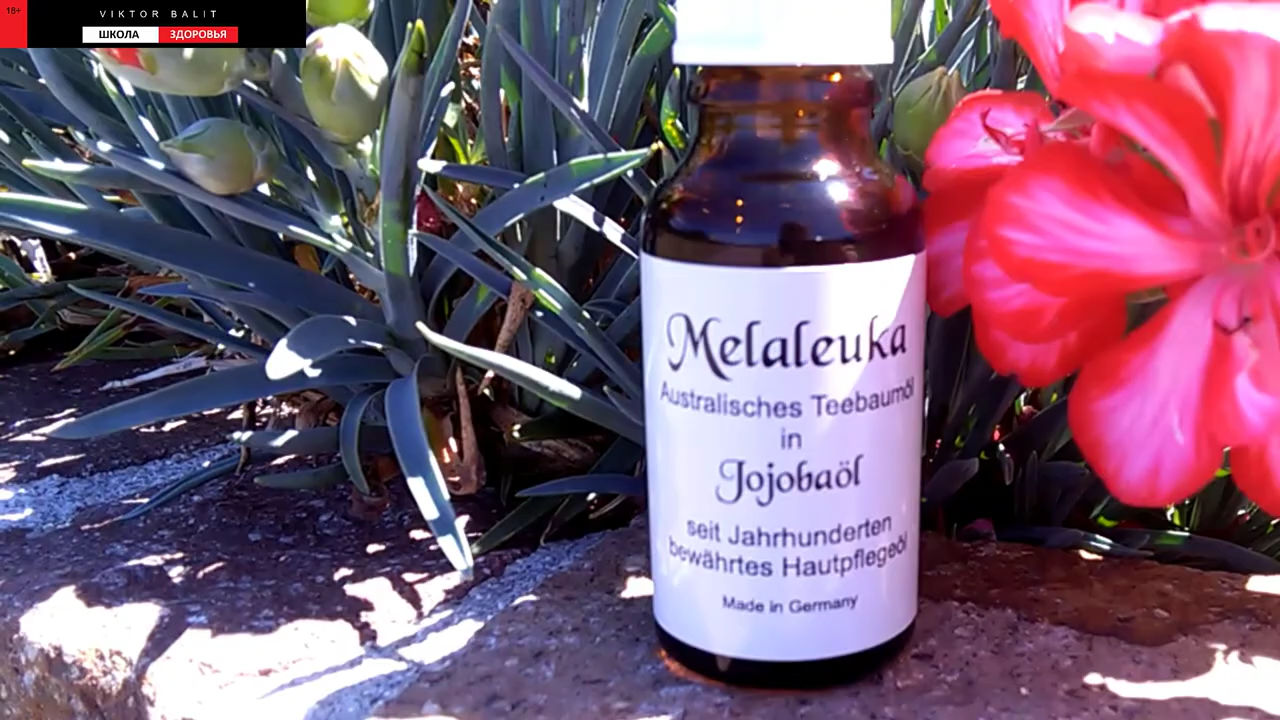 18+
VIKTOR BALIT
ШКОЛА ЗДОРОВЬЯ
Melaleuka
Australisches Teebaumöl
in
Jojobaöl
seit Jahrhunderten
bewährtes Hautpflegeöl
Made in Germany